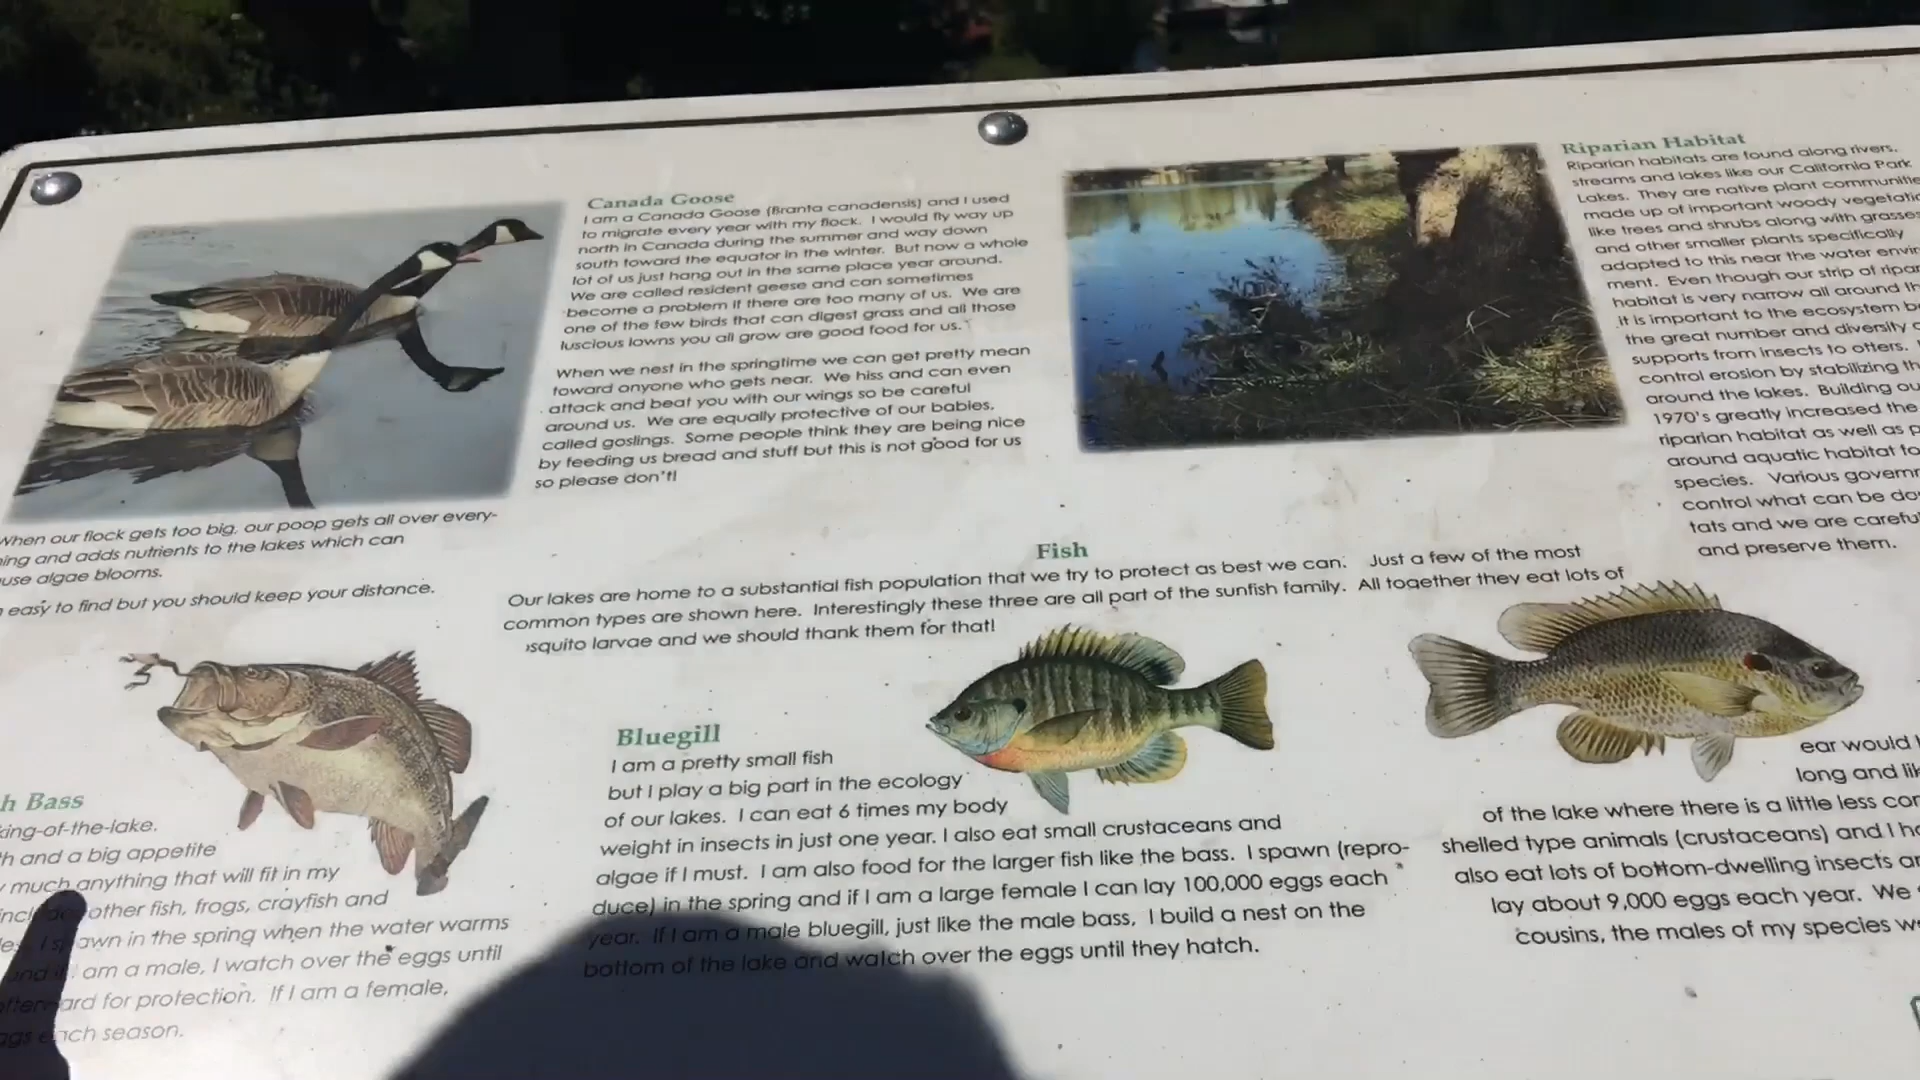 Canada Goose
I am a Canada Goose (Branta canadensis) and I used
to migrate every year with my flock. I would fly way up
north in Canada during the summer and way down
south toward the equator in the winter. But now a whole
lot of us just hang out in the same place year around.
We are called resident geese and can sometimes
become a problem if there are too many of us. We are
one of the few birds that can digest grass and all those
luscious lawns you all grow are good food for us.
When we nest in the springtime we can get pretty mean
toward anyone who gets near. We hiss and can even
attack and beat you with our wings so be careful
around us. We are equally protective of our babies,
called goslings. Some people think they are being nice
by feeding us bread and stuff but this is not good for us
so please don't!
When our flock gets too big, our poop gets all over every-
and adds nutrients to the lakes which can
algae blooms.
easy to find but you should keep your distance.
Riparian Habitat
Riparian habitats are found along rivers,
streams and lakes like our California Park
Lakes. They are native plant
made up of important woody
like trees and shrubs along with grasses
and other smaller plants specifically
adapted to this near the water
ment. Even though our strip of
habitat is very narrow all around
it is important to the ecosystem
the great number and diversity
supports from insects to otters.
control erosion by stabilizing
around the lakes. Building
1970's greatly increased the
riparian habitat as well as
around aquatic habitat
species. Various
control what can be
tats and we are
and preserve them.
Fish
Our lakes are home to a substantial fish population that we try to protect as best we can. Just a few of the most
common types are shown here. Interestingly these three are all part of the sunfish family. All together they eat lots of
squito larvae and we should thank them for that!
h Bass
king-of-the-lake.
and a big appetite
much anything that will fit in my
other fish, frogs, crayfish and
I spawn in the spring when the water warms
am a male, I watch over the eggs until
for protection. If I am a female,
each season.
Bluegill
I am a pretty small fish
but I play a big part in the ecology
of our lakes. I can eat 6 times my body
weight in insects in just one year. I also eat small crustaceans and
algae if I must. I am also food for the larger fish like the bass. I spawn (repro-
duce) in the spring and if I am a large female I can lay 100,000 eggs each
year. If I am a male bluegill, just like the male bass, I build a nest on the
bottom of the lake and watch over the eggs until they hatch.
ear would
long and
of the lake where there is a little less
shelled type animals (crustaceans) and I
also eat lots of bottom-dwelling insects
lay about 9,000 eggs each year. We
cousins, the males of my species